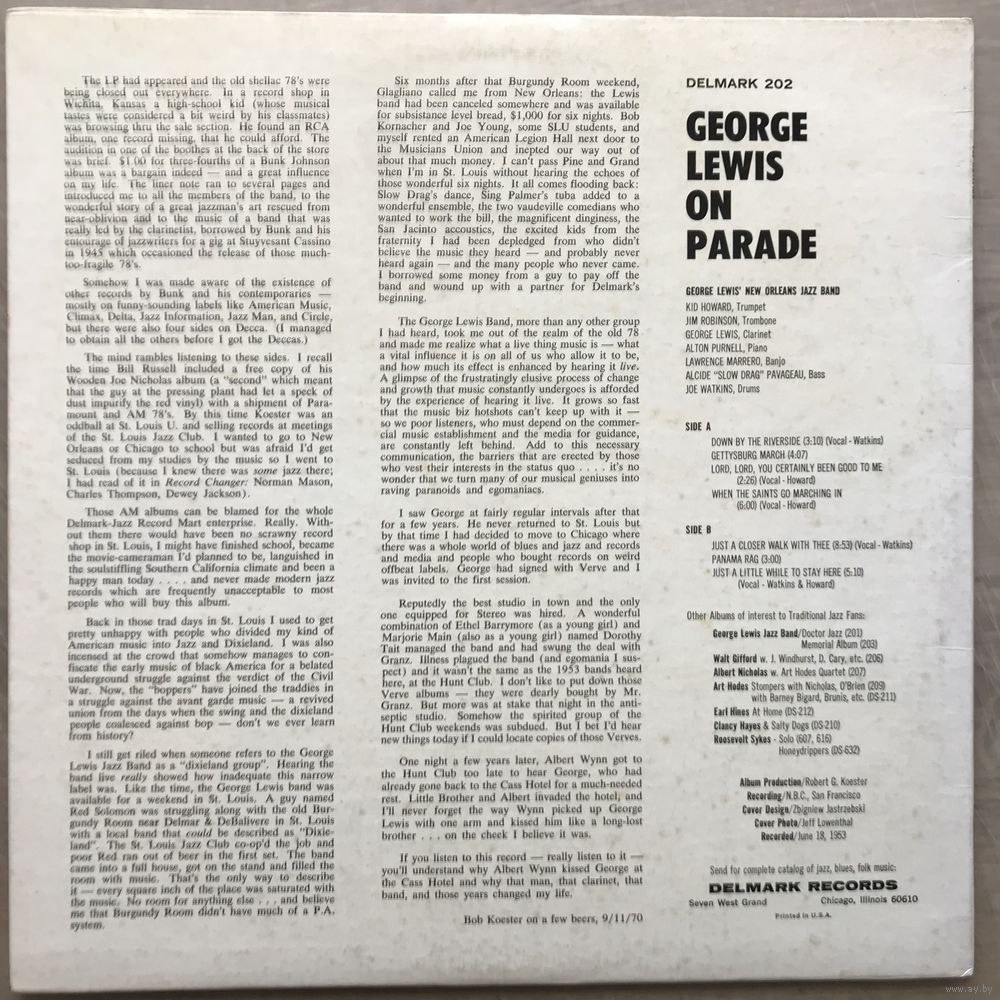 The LP had appeared and the old shellac 78's were
being closed out everywhere. In a record shop in
Wichita, Kansas a high-school kid (whose musical
tastes were considered a bit weird by his classmates)
was browsing thru the sale section. He found an RCA
album, one record missing, that he could afford. The
audition in one of the boothes at the back of the store
was brief. $1.00 for three-fourths of a Bunk Johnson
album was a bargain indeed — and a great influence
on my life. The liner note ran to several pages and
introduced me to all the members of the band, to the
wonderful story of a great jazzman's art rescued from
near-oblivion and to the music of a band that was
really led by the clarinetist, borrowed by Bunk and his
entourage of jazzwriters for a gig at Stuyvesant Cassino
in 1945 which occasioned the release of those much-
too-fragile 78's.
Somehow I was made aware of the existence of
other records by Bunk and his contemporaries —
mostly on funny-sounding labels like American Music,
Climax, Delta, Jazz Information, Jazz Man, and Circle,
but there were also four sides on Decca. (I managed
to obtain all the others before I got the Deccas.)
The mind rambles listening to these sides. I recall
the time Bill Russell included a free copy of his
Wooden Joe Nicholas album (a "second" which meant
that the guy at the pressing plant had let a speck of
dust impurify the red vinyl) with a shipment of Para-
mount and AM 78's. By this time Koester was an
oddball at St. Louis U. and selling records at meetings
of the St. Louis Jazz Club. I wanted to go to New
Orleans or Chicago to school but was afraid I'd get
seduced from my studies by the music so I went to
St. Louis (because I knew there was some jazz there;
I had read of it in Record Changer: Norman Mason,
Charles Thompson, Dewey Jackson).
Those AM albums can be blamed for the whole
Delmark-Jazz Record Mart enterprise. Really. With-
out them there would have been no scrawny record
shop in St. Louis, I might have finished school, became
the movie-cameraman I'd planned to be, languished in
the soulstiffling Southern California climate and been a
happy man today . . . . and never made modern jazz
records which are frequently unacceptable to most
people who will buy this album.
Back in those trad days in St. Louis I used to get
pretty unhappy with people who divided my kind of
American music into Jazz and Dixieland. I was also
incensed at the crowd that somehow manages to con-
fiscate the early music of black America for a belated
underground struggle against the verdict of the Civil
War. Now, the "boppers" have joined the traddies in
a struggle against the avant garde music — a revived
union from the days when the swing and the dixieland
people coalesced against bop — don't we ever learn
from history?
I still get riled when someone refers to the George
Lewis Jazz Band as a "dixieland group". Hearing the
band live really showed how inadequate this narrow
label was. Like the time, the George Lewis band was
available for a weekend in St. Louis. A guy named
Red Solomon was struggling along with the old Bur-
gundy Room near Delmar & DeBalivere in St. Louis
with a local band that could be described as "Dixie-
land". The St. Louis Jazz Club co-op'd the job and
poor Red ran out of beer in the first set. The band
came into a full house, got on the stand and filled the
room with music. That's the only way to describe
it — every square inch of the place was saturated with
the music. No room for anything else . . . and believe
me that Burgundy Room didn't have much of a P.A.
system.
Six months after that Burgundy Room weekend,
Glagliano called me from New Orleans: the Lewis
band had been canceled somewhere and was available
for subsistance level bread, $1,000 for six nights. Bob
Kornacher and Joe Young, some SLU students, and
myself rented an American Legion Hall next door to
the Musicians Union and inepted our way out of
about that much money. I can't pass Pine and Grand
when I'm in St. Louis without hearing the echoes of
those wonderful six nights. It all comes flooding back:
Slow Drag's dance, Sing Palmer's tuba added to a
wonderful ensemble, the two vaudeville comedians who
wanted to work the bill, the magnificent dinginess, the
San Jacinto accoustics, the excited kids from the
fraternity I had been depledged from who didn't
believe the music they heard — and probably never
heard again — and the many people who never came.
I borrowed some money from a guy to pay off the
band and wound up with a partner for Delmark's
beginning.
The George Lewis Band, more than any other group
I had heard, took me out of the realm of the old 78
and made me realize what a live thing music is — what
a vital influence it is on all of us who allow it to be,
and how much its effect is enhanced by hearing it live.
A glimpse of the frustratingly elusive process of change
and growth that music constantly undergoes is afforded
by the experience of hearing it live. It grows so fast
that the music biz hotshots can't keep up with it —
so we poor listeners, who must depend on the commer-
cial music establishment and the media for guidance,
are constantly left behind. Add to this necessary
communication, the barriers that are erected by those
who vest their interests in the status quo . . . . it's no
wonder that we turn many of our musical geniuses into
raving paranoids and egomaniacs.
I saw George at fairly regular intervals after that
for a few years. He never returned to St. Louis but
by that time I had decided to move to Chicago where
there was a whole world of blues and jazz and records
and media and people who bought records on weird
offbeat labels. George had signed with Verve and I
was invited to the first session.
Reputedly the best studio in town and the only
one equipped for Stereo was hired. A wonderful
combination of Ethel Barrymore (as a young girl) and
Marjorie Main (also as a young girl) named Dorothy
Tait managed the band and had swung the deal with
Granz. Illness plagued the band (and egomania I sus-
pect) and it wasn't the same as the 1953 bands heard
here, at the Hunt Club. I don't like to put down those
Verve albums — they were dearly bought by Mr.
Granz. But more was at stake that night in the anti-
septic studio. Somehow the spirited group of the
Hunt Club weekends was subdued. But I bet I'd hear
new things today if I could locate copies of those Verves.
One night a few years later, Albert Wynn got to
the Hunt Club too late to hear George, who had
already gone back to the Cass Hotel for a much-needed
rest. Little Brother and Albert invaded the hotel, and
I'll never forget the way Wynn picked up George
Lewis with one arm and kissed him like a long-lost
brother . . . on the check I believe it was.
If you listen to this record — really listen to it —
you'll understand why Albert Wynn kissed George at
the Cass Hotel and why that man, that clarinet, that
band, and those years changed my life.
Bob Koester on a few beers, 9/11/70
DELMARK 202
GEORGE
LEWIS
ON
PARADE
GEORGE LEWIS' NEW ORLEANS JAZZ BAND
KID HOWARD, Trumpet
JIM ROBINSON, Trombone
GEORGE LEWIS, Clarinet
ALTON PURNELL, Piano
LAWRENCE MARRERO, Banjo
ALCIDE "SLOW DRAG" PAVAGEAU, Bass
JOE WATKINS, Drums
SIDE A
DOWN BY THE RIVERSIDE (3:10) (Vocal - Watkins)
GETTYSBURG MARCH (4:07)
LORD, LORD, YOU CERTAINLY BEEN GOOD TO ME
(2:26) (Vocal - Howard)
WHEN THE SAINTS GO MARCHING IN
(6:00) (Vocal - Howard)
SIDE B
JUST A CLOSER WALK WITH THEE (8:53) (Vocal - Watkins)
PANAMA RAG (3:00)
JUST A LITTLE WHILE TO STAY HERE (5:10)
(Vocal - Watkins & Howard)
Other Albums of interest to Traditional Jazz Fans:
George Lewis Jazz Band/Doctor Jazz (201)
Memorial Album (203)
Walt Gifford w. J. Windhurst, D. Cary, etc. (206)
Albert Nicholas w. Art Hodes Quartet (207)
Art Hodes Stompers with Nicholas, O'Brien (209)
with Barney Bigard, Brunis, etc. (DS-211)
Earl Hines At Home (DS-212)
Clancy Hayes & Salty Dogs (DS-210)
Roosevelt Sykes - Solo (607, 616)
Honeydrippers (DS-632)
Album Production/Robert G. Koester
Recording/N.B.C., San Francisco
Cover Design/Zbigniew Jastrzebski
Cover Photo/Jeff Lowenthal
Recorded/June 18, 1953
Send for complete catalog of jazz, blues, folk music:
DELMARK RECORDS
Seven West Grand Chicago, Illinois 60610
Printed in U.S.A.
www.ay.by